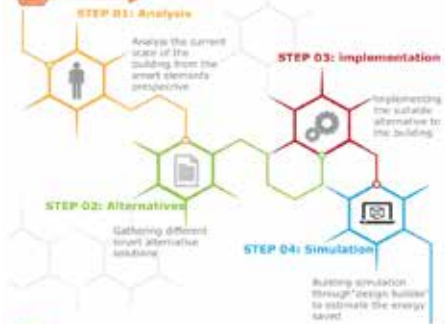 STEP 01: Analysis
Analyse the current
state of the
building from the
smart elements
prespective
STEP 03: implementation
Implementing
the suitable
alternative to
the building.
STEP 02: Alternatives
Gathering different
smart alternative
solutions
STEP 04: Simulation
Building simulation
through"design builder"
to estimate the energy
saved